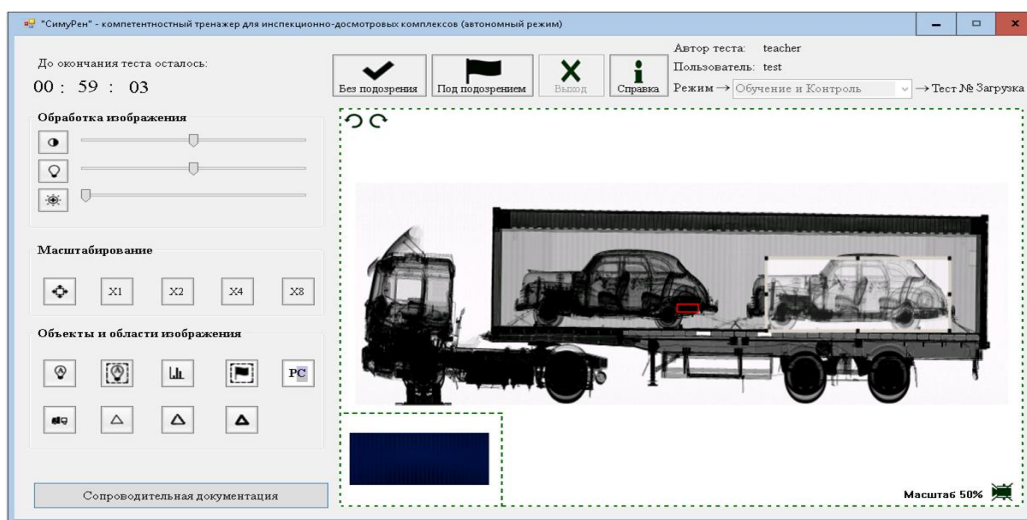 "СимуРен" - компетентностный тренажер для инспекционно-досмотровых комплексов (автономный режим)
До окончания теста осталось:
00 : 59 : 03
Без подозрения
Под подозрением
Выход
Справка
Автор теста: teacher
Пользователь: test
Режим → Обучение и Контроль → Тест № Загрузка
Обработка изображения
Масштабирование
X1 X2 X4 X8
Объекты и области изображения
РС
Сопроводительная документация
Масштаб 50%